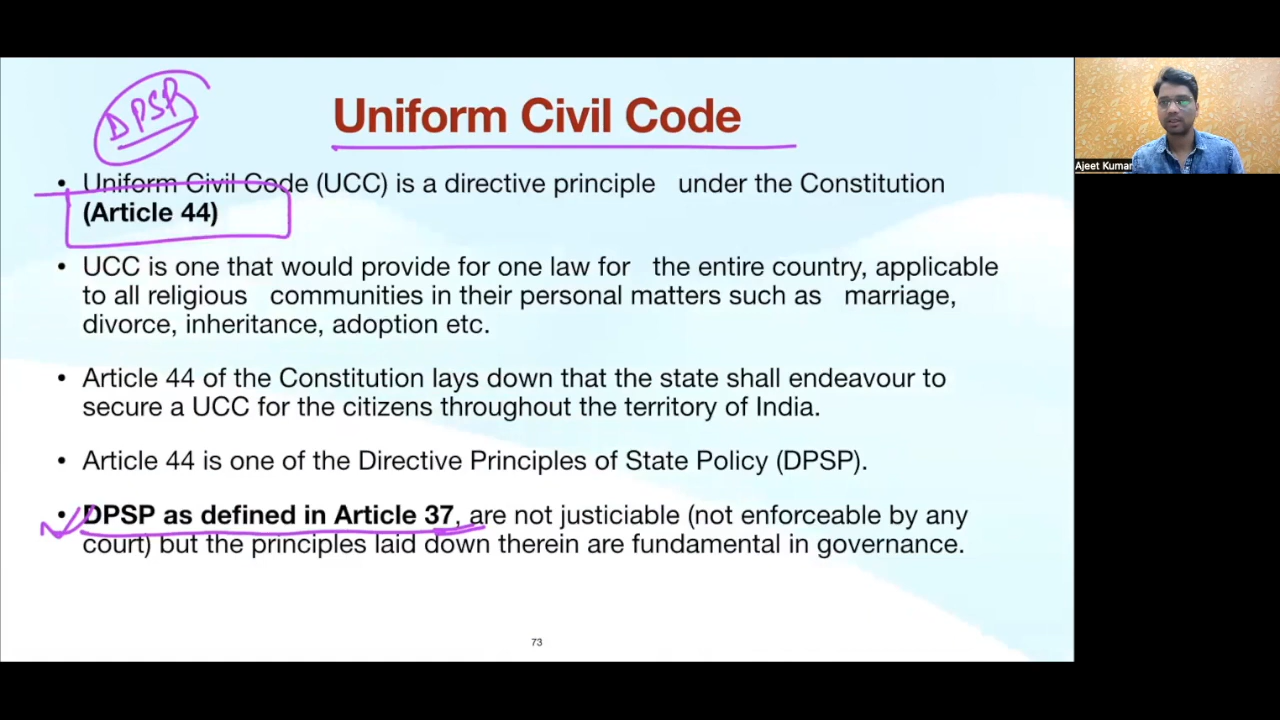 DPSP
Uniform Civil Code
• Uniform Civil Code (UCC) is a directive principle under the Constitution
(Article 44)
• UCC is one that would provide for one law for the entire country, applicable
to all religious communities in their personal matters such as marriage,
divorce, inheritance, adoption etc.
• Article 44 of the Constitution lays down that the state shall endeavour to
secure a UCC for the citizens throughout the territory of India.
• Article 44 is one of the Directive Principles of State Policy (DPSP).
• DPSP as defined in Article 37, are not justiciable (not enforceable by any
court) but the principles laid down therein are fundamental in governance.
73
Ajeet Kumar